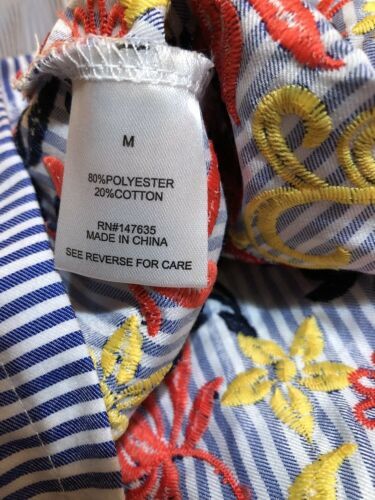 M
80%POLYESTER
20%COTTON
RN#147635
MADE IN CHINA
SEE REVERSE FOR CARE